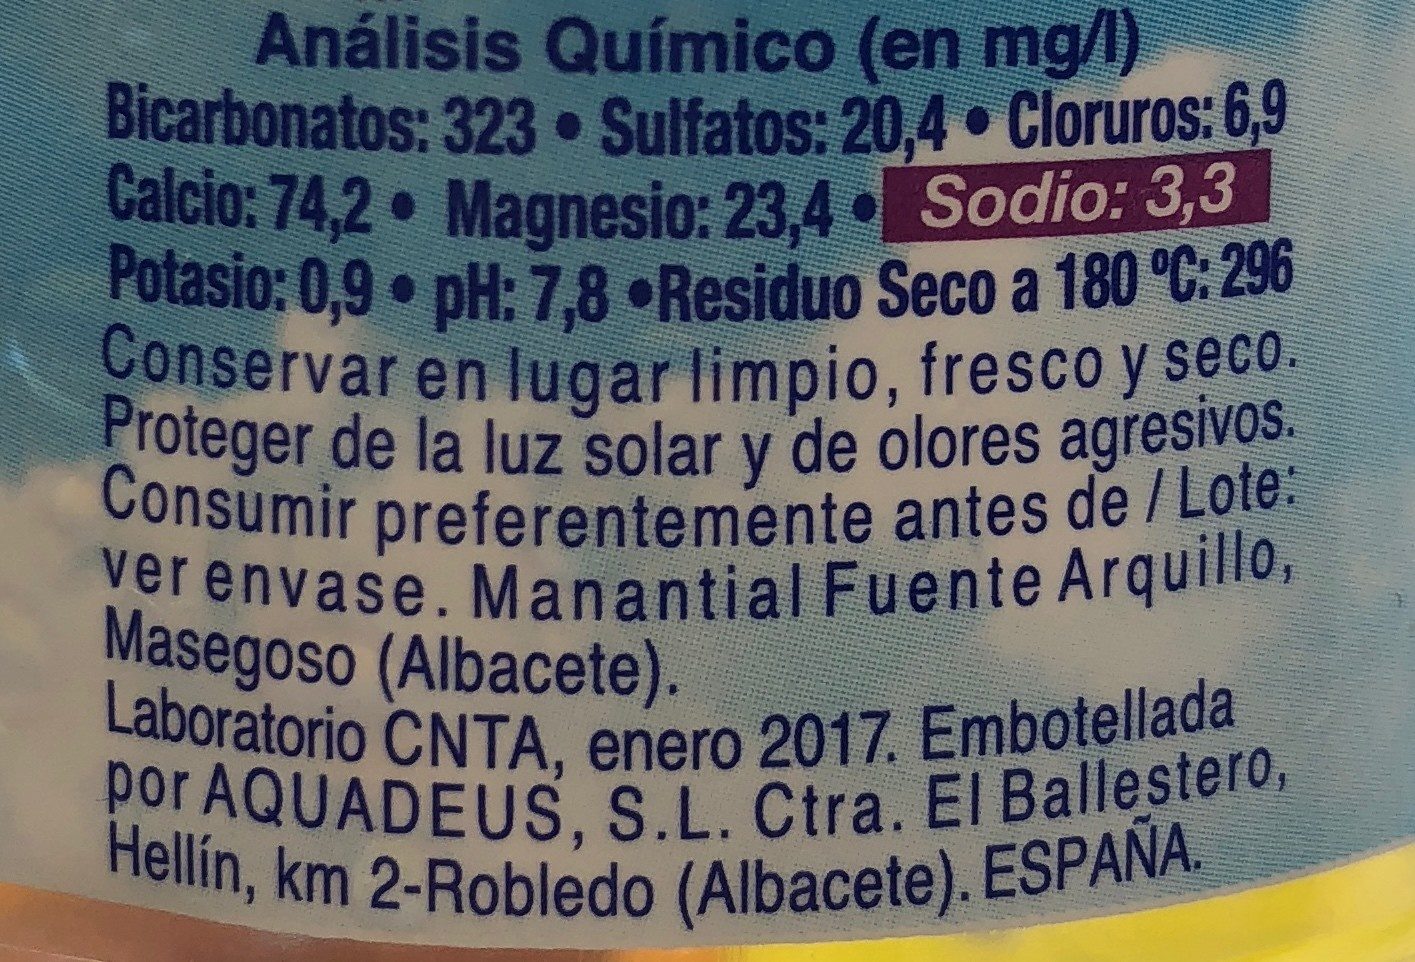 Análisis Químico (en mg/l)
Bicarbonatos: 323 • Sulfatos: 20,4 • Cloruros: 6,9
Calcio: 74,2 • Magnesio: 23,4 • Sodio: 3,3
Potasio: 0,9 • pH: 7,8 •Residuo Seco a 180 ºC: 296
Conservar en lugar limpio, fresco y seco.
Proteger de la luz solar y de olores agresivos.
Consumir preferentemente antes de / Lote:
ver envase. Manantial Fuente Arquillo,
Masegoso (Albacete).
Laboratorio CNTA, enero 2017. Embotellada
por AQUADEUS, S.L. Ctra. El Ballestero,
Hellín, km 2-Robledo (Albacete). ESPAÑA.